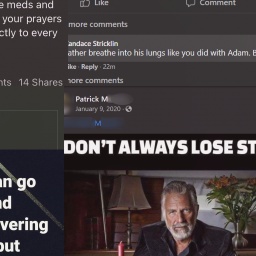 e meds and
your prayers
ctly to every
nts 14 Shares
an go
nd
vering
out
Like
Comment
more comments
andace Stricklin
ather breathe into his lungs like you did with Adam. B
ike · Reply · 22m
more comments
Patrick M
January 9, 2020 ·
M
DON'T ALWAYS LOSE ST